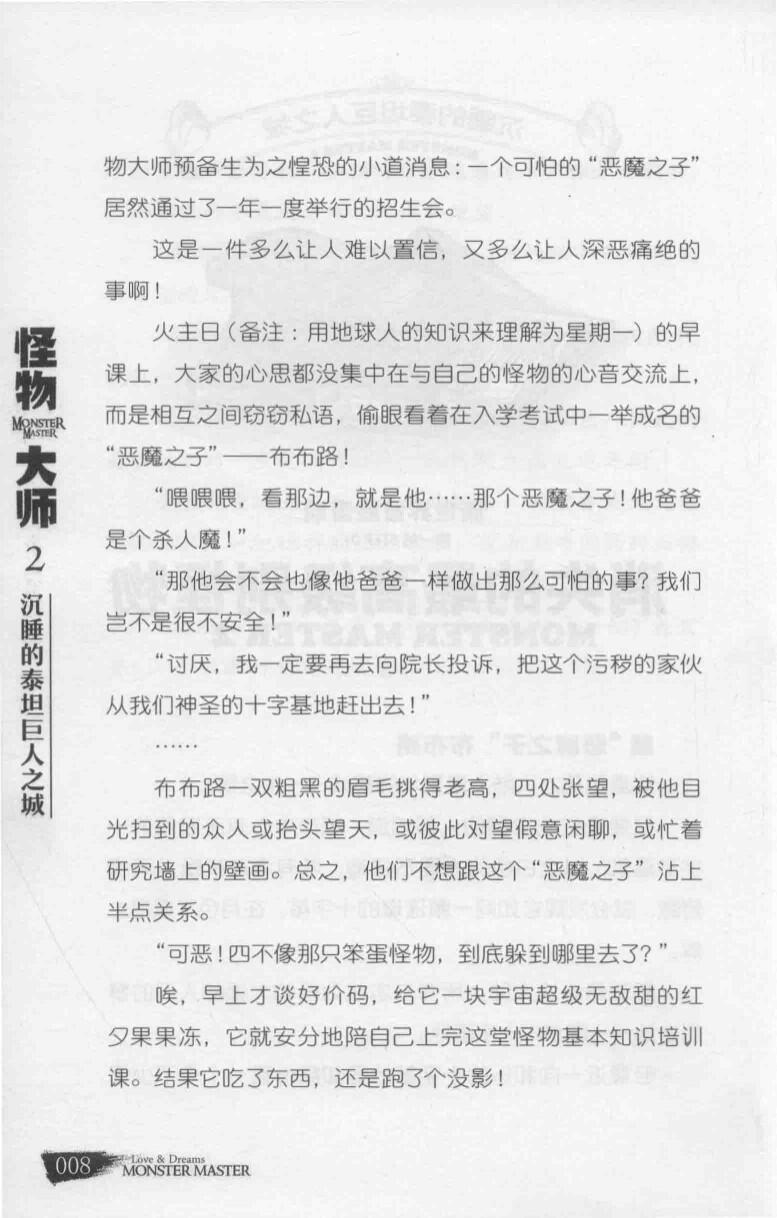 物大师预备生为之惶恐的小道消息：一个可怕的“恶魔之子”
居然通过了一年一度举行的招生会。
这是一件多么让人难以置信，又多么让人深恶痛绝的
事啊！
火主日（备注：用地球人的知识来理解为星期一）的早
课上，大家的心思都没集中在与自己的怪物的心音交流上，
而是相互之间窃窃私语，偷眼看着在入学考试中一举成名的
“恶魔之子”——布布路！
“喂喂喂，看那边，就是他……那个恶魔之子！他爸爸
是个杀人魔！”
“那他会不会也像他爸爸一样做出那么可怕的事？我们
岂不是很不安全！”
“讨厌，我一定要再去向院长投诉，把这个污秽的家伙
从我们神圣的十字基地赶出去！”
……
布布路一双粗黑的眉毛挑得老高，四处张望，被他目
光扫到的众人或抬头望天，或彼此对望假意闲聊，或忙着
研究墙上的壁画。总之，他们不想跟这个“恶魔之子”沾上
半点关系。
“可恶！四不像那只笨蛋怪物，到底躲到哪里去了？”
唉，早上才谈好价码，给它一块宇宙超级无敌甜的红
夕果果冻，它就安分地陪自己上完这堂怪物基本知识培训
课。结果它吃了东西，还是跑了个没影！
怪物
MONSTER
MASTER
大师
2
沉睡的泰坦巨人之城
008
For Love & Dreams
MONSTER MASTER